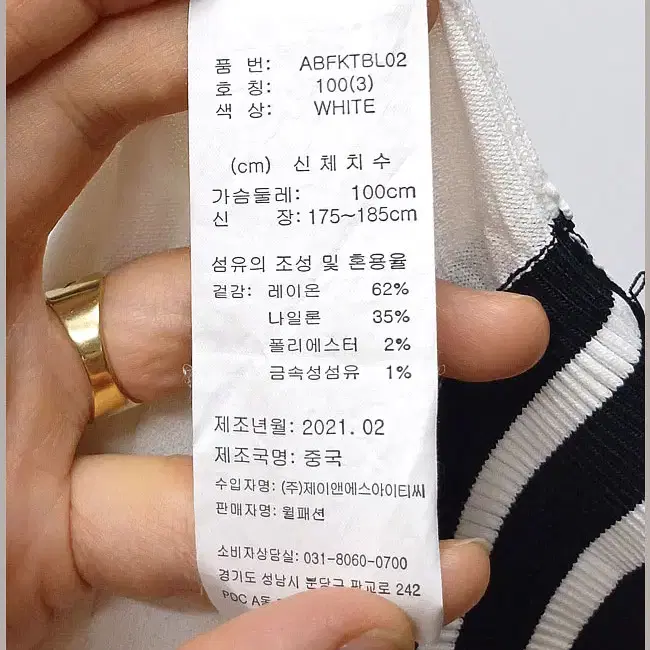 품 번: ABFKTBL02
호 칭: 100(3)
색 상: WHITE
(cm) 신체치수
가슴둘레: 100cm
신 장: 175~185cm
섬유의 조성 및 혼용율
겉감: 레이온 62%
나일론 35%
폴리에스터 2%
금속성섬유 1%
제조년월: 2021. 02
제조국명: 중국
수입자명: (주)제이앤에스아이티씨
판매자명: 윌패션
소비자상담실: 031-8060-0700
경기도 성남시 분당구 판교로 242
PDC A동